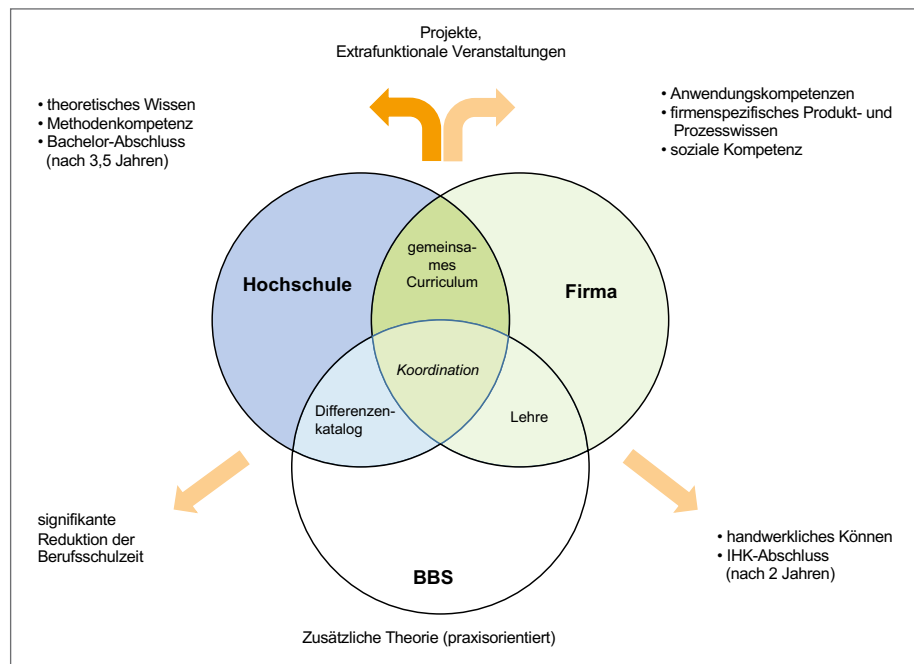 Projekte,
Extrafunktionale Veranstaltungen
• theoretisches Wissen
• Methodenkompetenz
• Bachelor-Abschluss
(nach 3,5 Jahren)
• Anwendungskompetenzen
• firmenspezifisches Produkt- und
Prozesswissen
• soziale Kompetenz
gemeinsa-
mes
Curriculum
Hochschule
Firma
Koordination
Differenzen-
katalog
Lehre
signifikante
Reduktion der
Berufsschulzeit
• handwerkliches Können
• IHK-Abschluss
(nach 2 Jahren)
BBS
Zusätzliche Theorie (praxisorientiert)